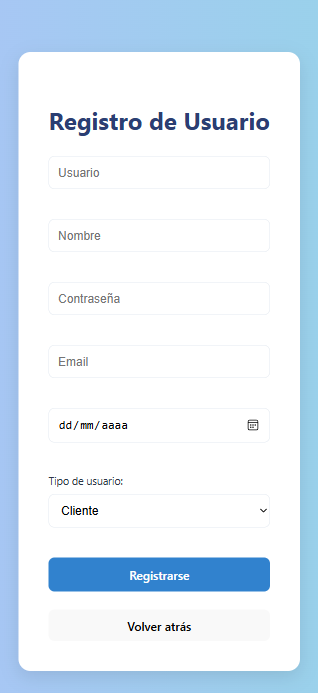 Registro de Usuario
Usuario
Nombre
Contraseña
Email
dd/mm/aaaa
Tipo de usuario:
Cliente
Registrarse
Volver atrás